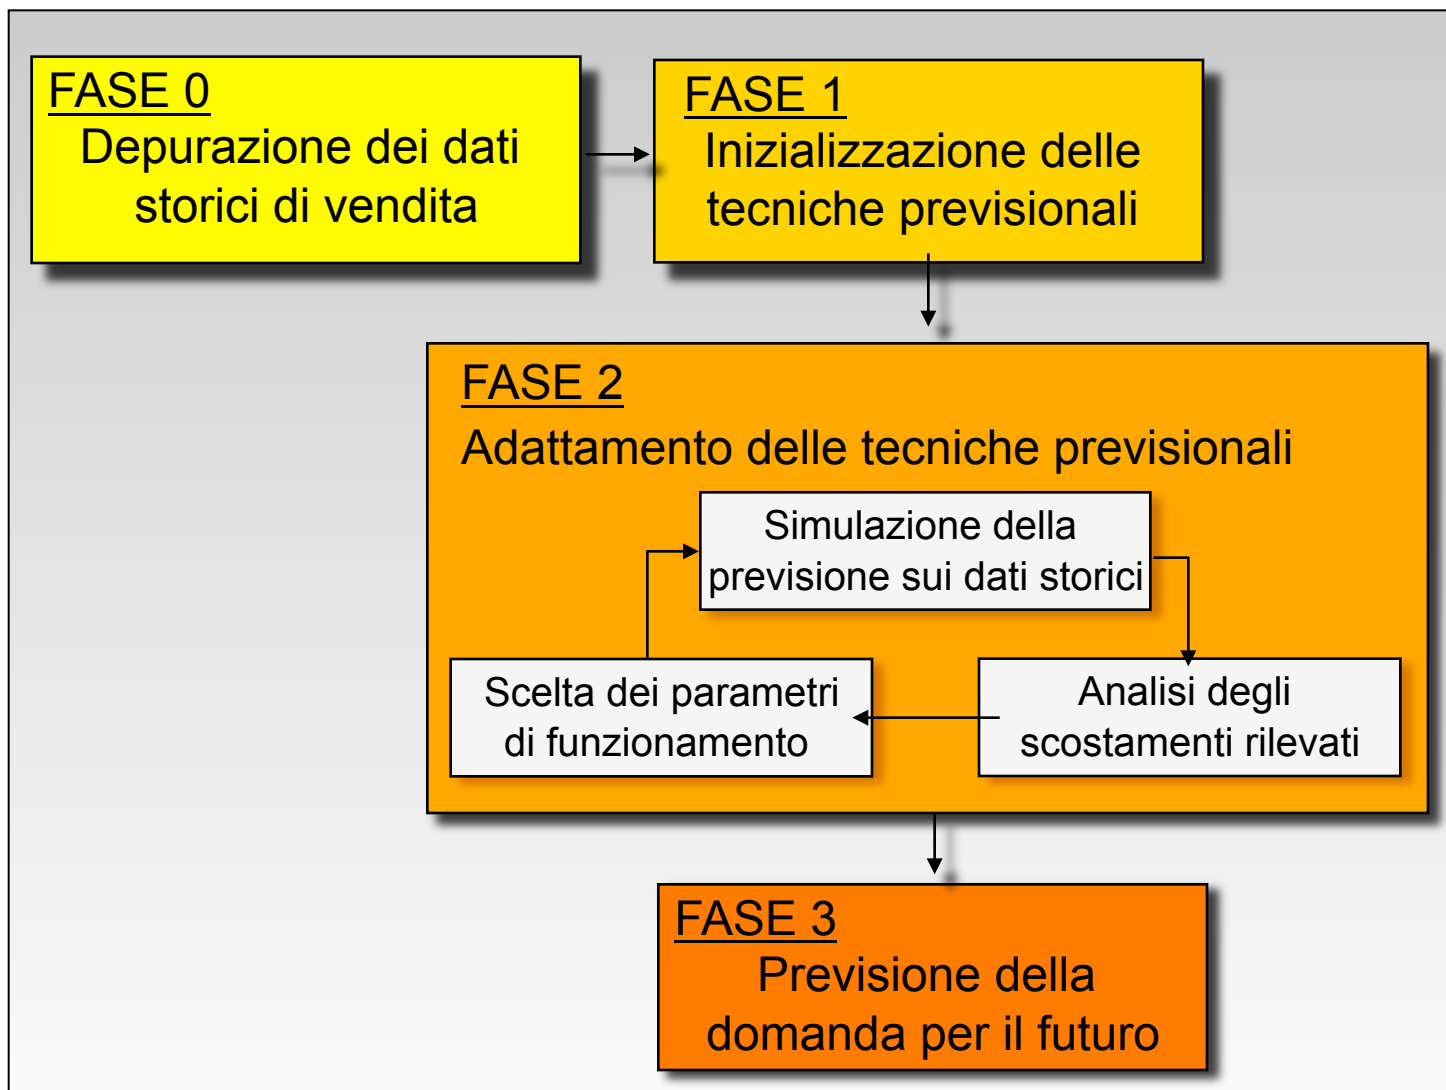 FASE 0
Depurazione dei dati
storici di vendita
FASE 1
Inizializzazione delle
tecniche previsionali
FASE 2
Adattamento delle tecniche previsionali
Simulazione della
previsione sui dati storici
Scelta dei parametri
di funzionamento
Analisi degli
scostamenti rilevati
FASE 3
Previsione della
domanda per il futuro